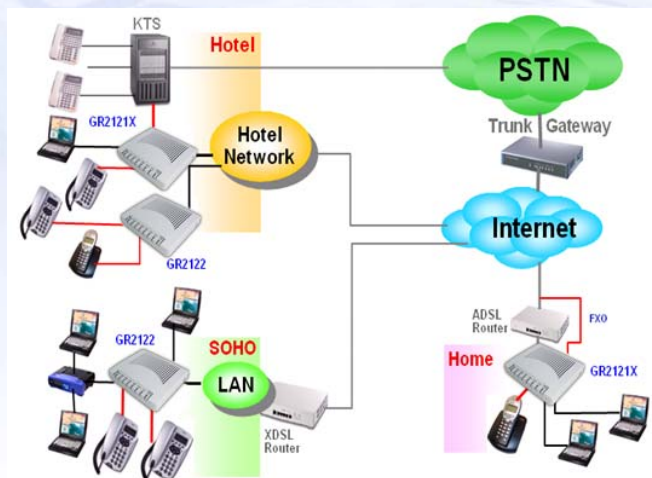 KTS
Hotel
PSTN
GR2121X
Hotel
Network
Trunk Gateway
Internet
GR2122
ADSL
Router
FXO
GR2122
SOHO
LAN
XDSL
Router
Home
GR2121X